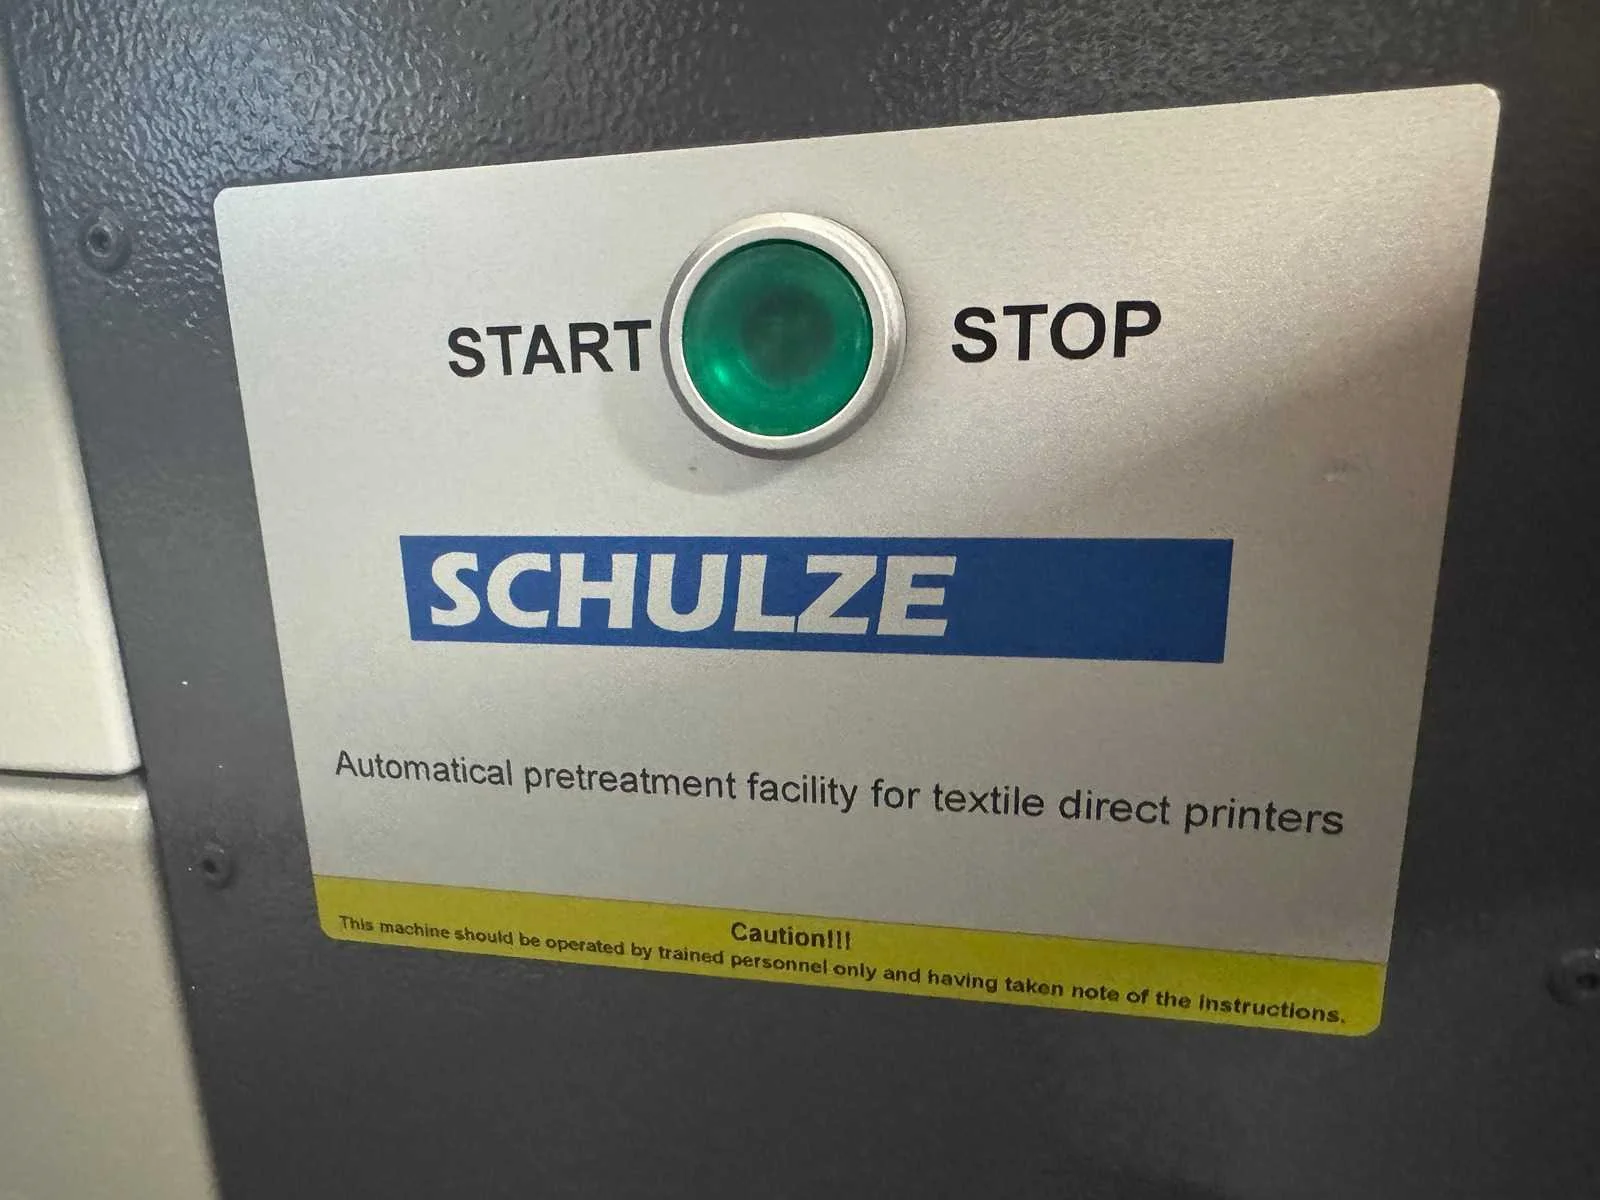 START STOP
SCHULZE
Automatical pretreatment facility for textile direct printers
Caution!!!
This machine should be operated by trained personnel only and having taken note of the instructions.